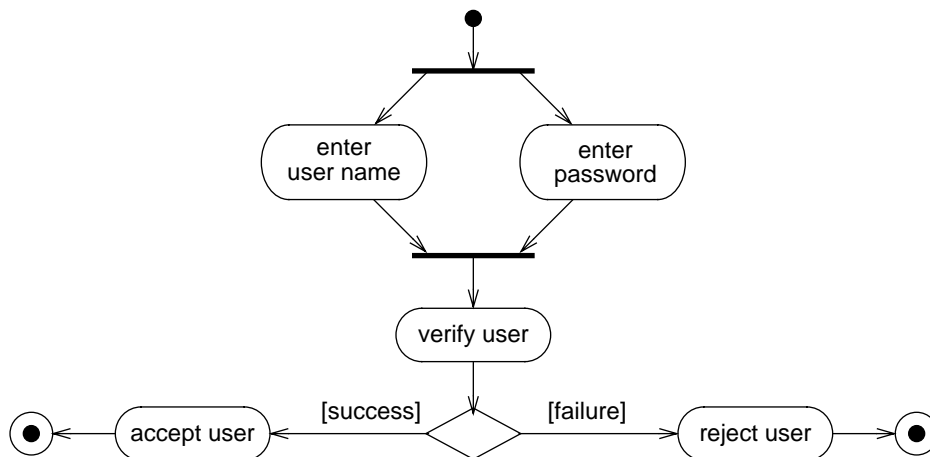 enter
user name
enter
password
verify user
[success]
[failure]
accept user
reject user